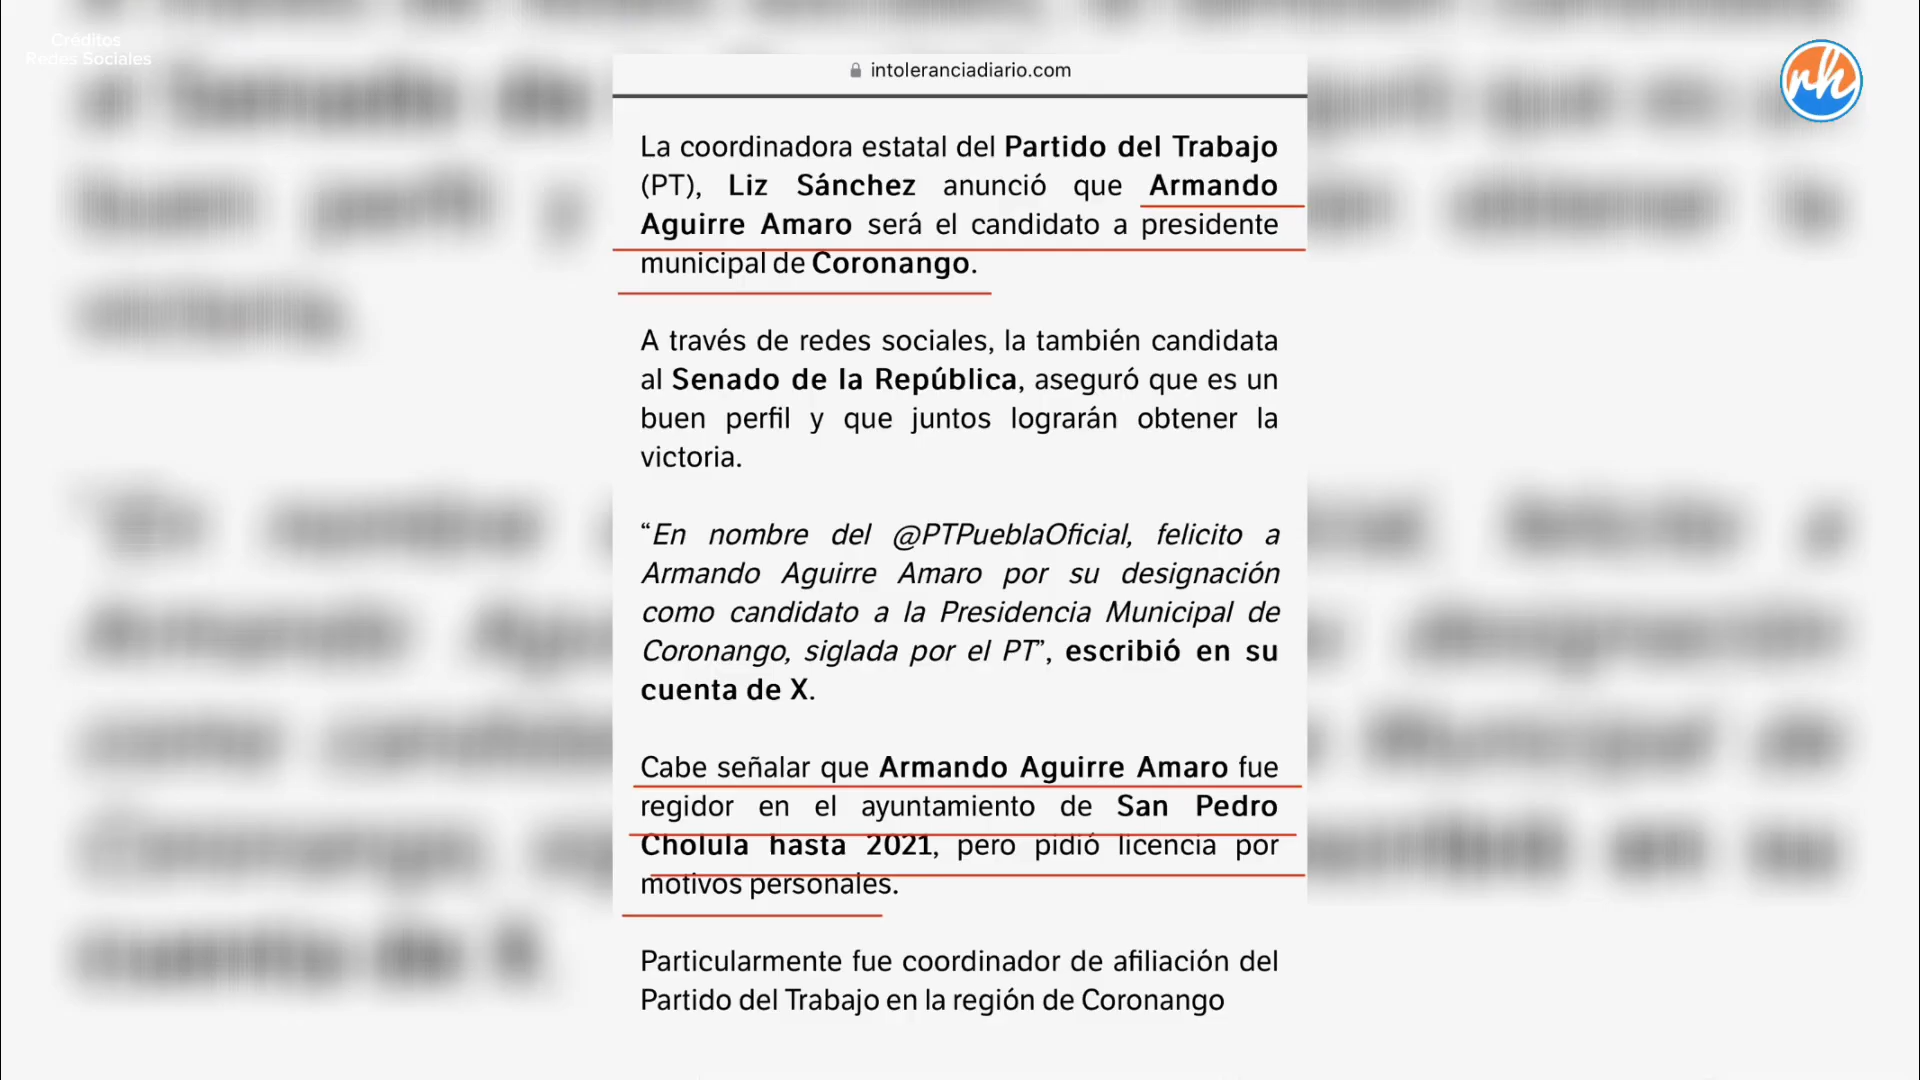 Créditos
Redes Sociales
intoleranciadiario.com
rh
La coordinadora estatal del Partido del Trabajo
(PT), Liz Sánchez anunció que Armando
Aguirre Amaro será el candidato a presidente
municipal de Coronango.
A través de redes sociales, la también candidata
al Senado de la República, aseguró que es un
buen perfil y que juntos lograrán obtener la
victoria.
“En nombre del @PTPueblaOficial, felicito a
Armando Aguirre Amaro por su designación
como candidato a la Presidencia Municipal de
Coronango, siglada por el PT”, escribió en su
cuenta de X.
Cabe señalar que Armando Aguirre Amaro fue
regidor en el ayuntamiento de San Pedro
Cholula hasta 2021, pero pidió licencia por
motivos personales.
Particularmente fue coordinador de afiliación del
Partido del Trabajo en la región de Coronango